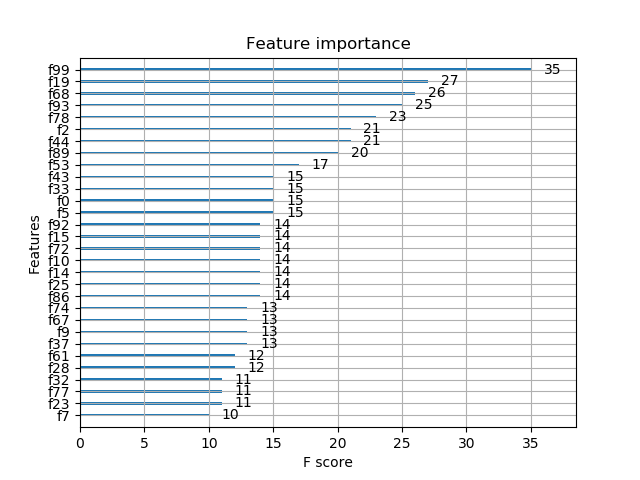 Feature importance
f99 35
f19 27
f68 26
f93 25
f78 23
f2 21
f44 21
f89 20
f53 17
f43 15
f33 15
f0 15
f5 15
f92 14
f15 14
f72 14
f10 14
f14 14
f25 14
f86 14
f74 13
f67 13
f9 13
f37 13
f61 12
f28 12
f32 11
f77 11
f23 11
f7 10
Features
0 5 10 15 20 25 30 35
F score